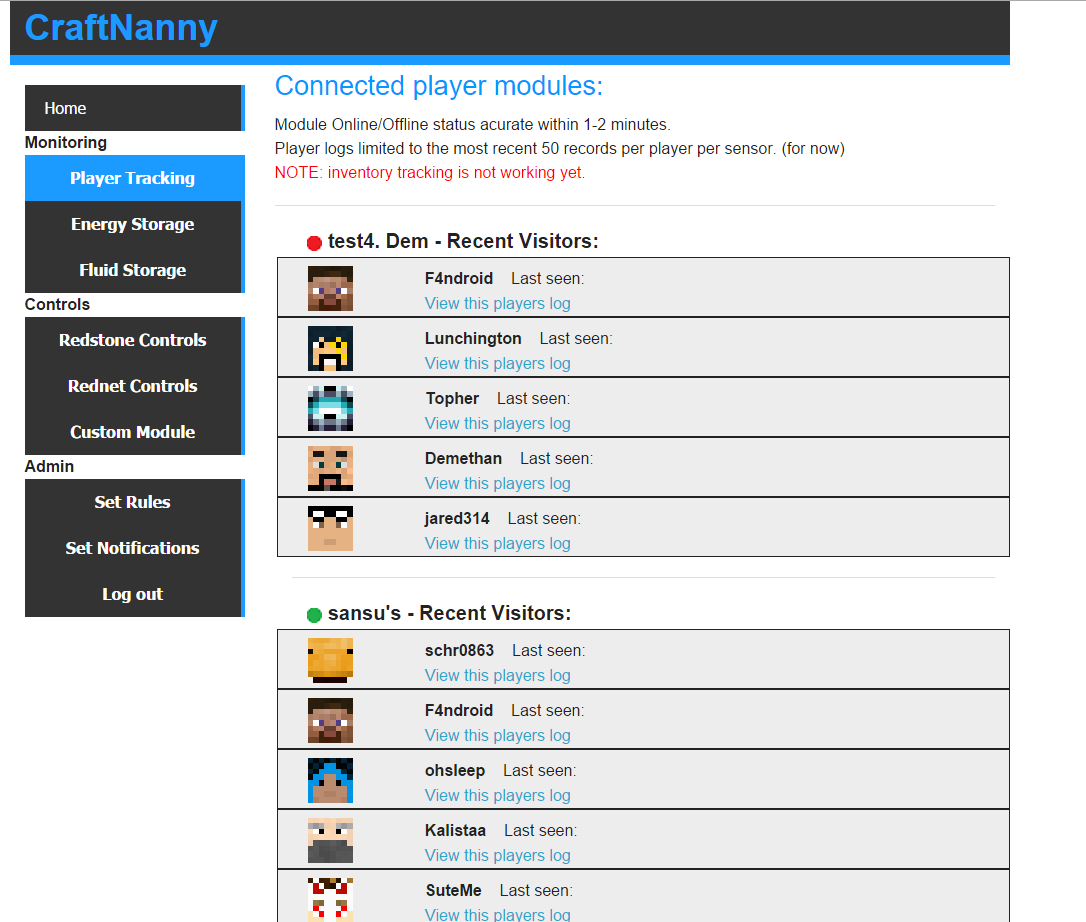 CraftNanny
Home
Monitoring
Player Tracking
Energy Storage
Fluid Storage
Controls
Redstone Controls
Rednet Controls
Custom Module
Admin
Set Rules
Set Notifications
Log out
Connected player modules:
Module Online/Offline status acurate within 1-2 minutes.
Player logs limited to the most recent 50 records per player per sensor. (for now)
NOTE: inventory tracking is not working yet.
test4. Dem - Recent Visitors:
F4ndroid Last seen:
View this players log
Lunchington Last seen:
View this players log
Topher Last seen:
View this players log
Demethan Last seen:
View this players log
jared314 Last seen:
View this players log
sansu's - Recent Visitors:
schr0863 Last seen:
View this players log
F4ndroid Last seen:
View this players log
ohsleep Last seen:
View this players log
Kalistaa Last seen:
View this players log
SuteMe Last seen:
View this players log